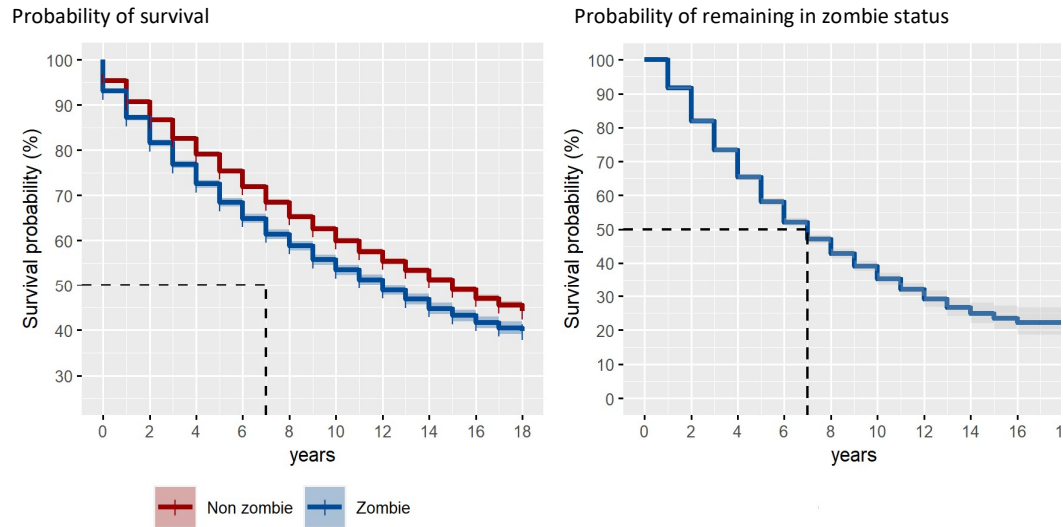 Probability of survival
Probability of remaining in zombie status
Survival probability (%)
100
90
80
70
60
50
40
30
0 2 4 6 8 10 12 14 16 18
years
Non zombie Zombie
Survival probability (%)
100
90
80
70
60
50
40
30
20
10
0
0 2 4 6 8 10 12 14 16 18
years